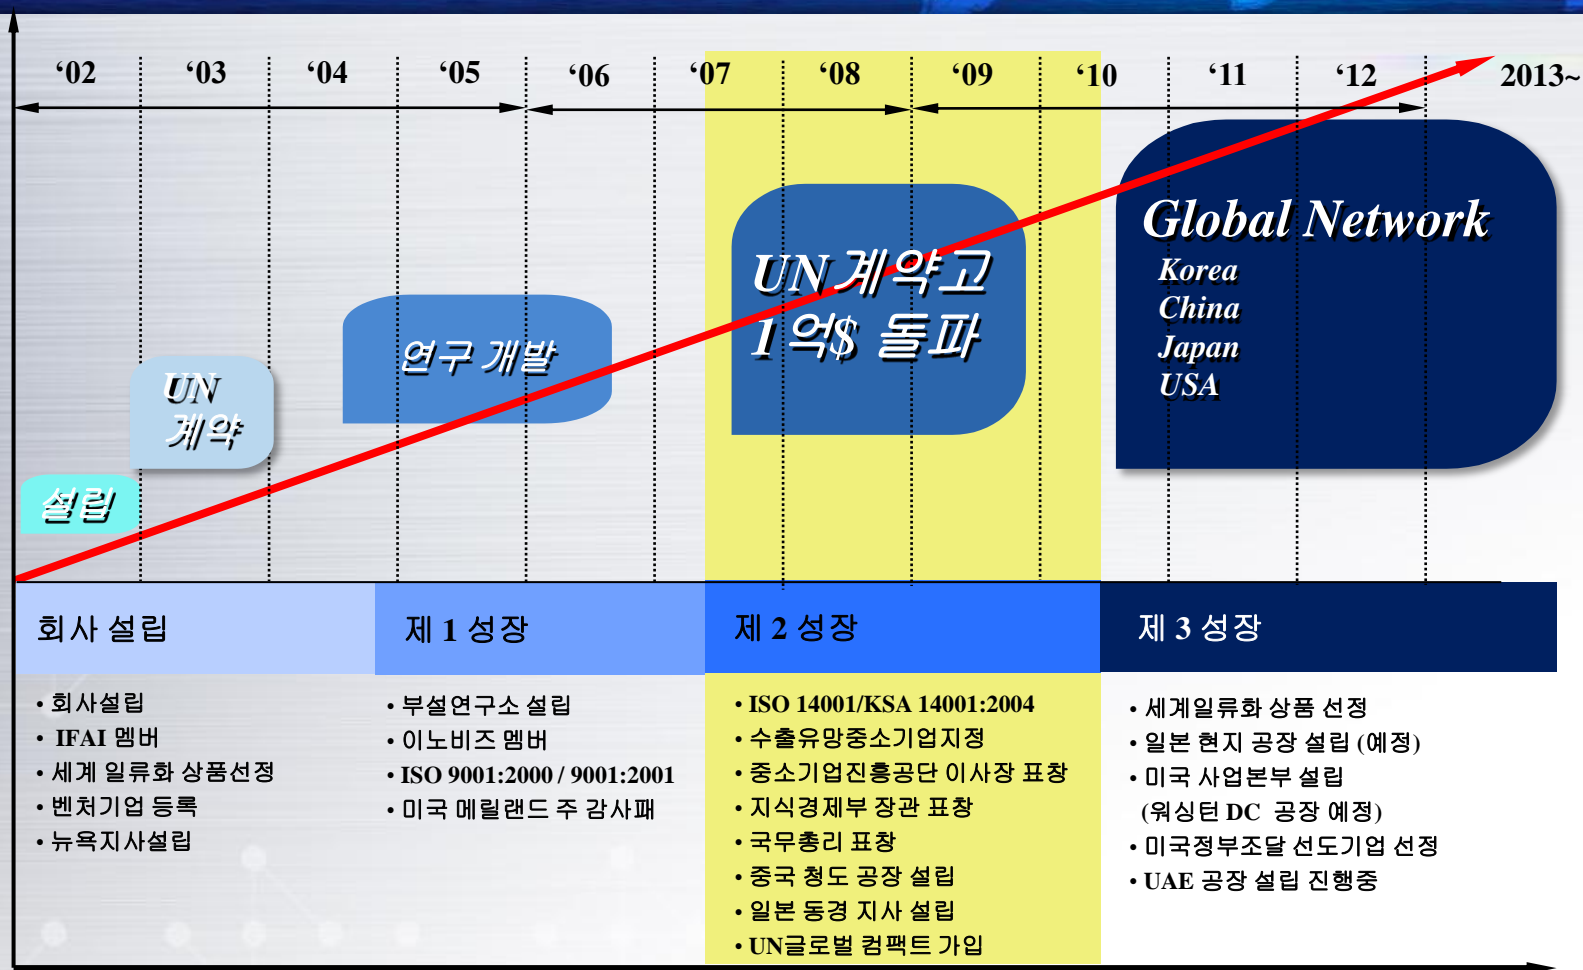 ‘02 ‘03 ‘04 ‘05 ‘06 ‘07 ‘08 ‘09 ‘10 ‘11 ‘12 2013~
설립
UN
계약
연구 개발
UN 계약고
1억$ 돌파
Global Network
Korea
China
Japan
USA
회사 설립
• 회사설립
• IFAI 멤버
• 세계 일류화 상품선정
• 벤처기업 등록
• 뉴욕지사설립
제 1 성장
• 부설연구소 설립
• 이노비즈 멤버
• ISO 9001:2000 / 9001:2001
• 미국 메릴랜드 주 감사패
제 2 성장
• ISO 14001/KSA 14001:2004
• 수출유망중소기업지정
• 중소기업진흥공단 이사장 표창
• 지식경제부 장관 표창
• 국무총리 표창
• 중국 청도 공장 설립
• 일본 동경 지사 설립
• UN글로벌 컴팩트 가입
제 3 성장
• 세계일류화 상품 선정
• 일본 현지 공장 설립 (예정)
• 미국 사업본부 설립
(워싱턴 DC 공장 예정)
• 미국정부조달 선도기업 선정
• UAE 공장 설립 진행중